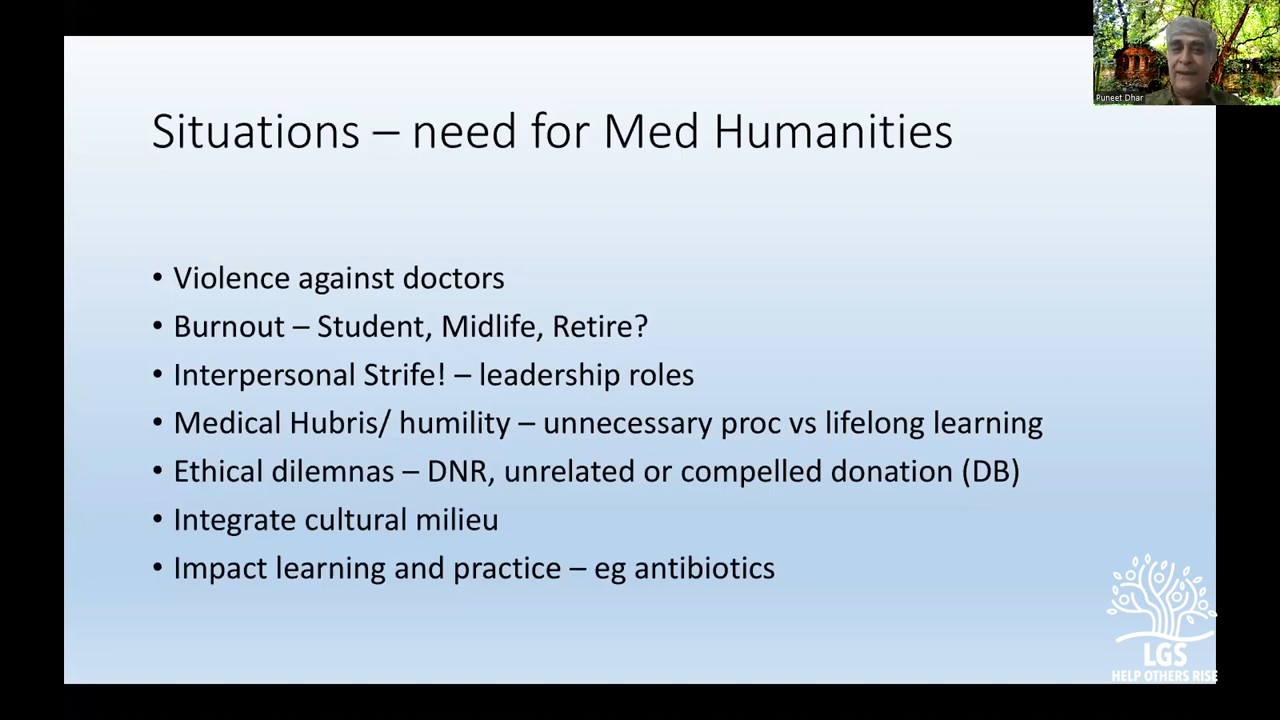 Puneet Dhar
Situations – need for Med Humanities
• Violence against doctors
• Burnout – Student, Midlife, Retire?
• Interpersonal Strife! – leadership roles
• Medical Hubris/ humility – unnecessary proc vs lifelong learning
• Ethical dilemnas – DNR, unrelated or compelled donation (DB)
• Integrate cultural milieu
• Impact learning and practice – eg antibiotics
LGS
HELP OTHERS RISE